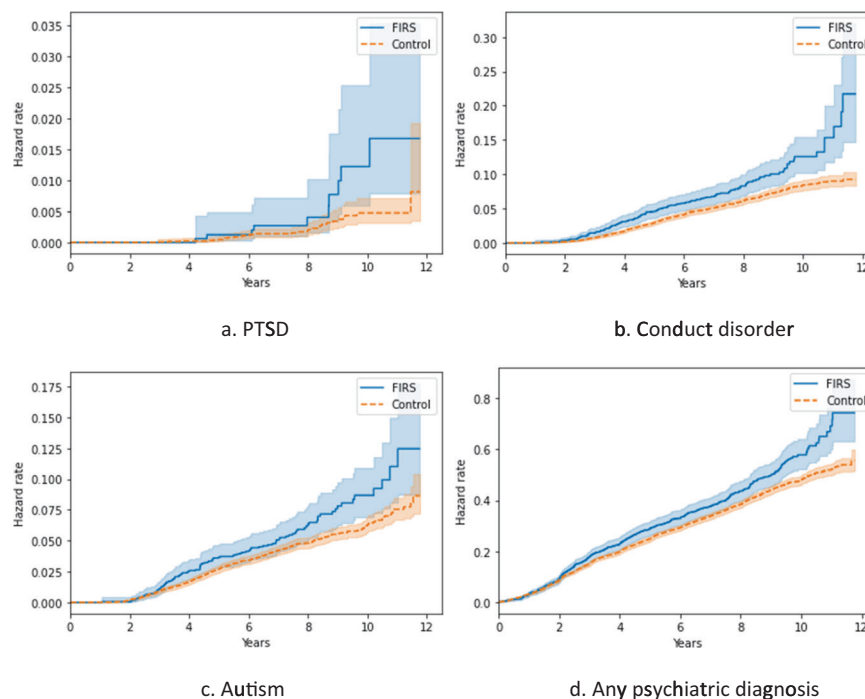 FIRS
Control
0.035
0.030
0.025
0.020
0.015
0.010
0.005
0.000
Hazard rate
0 2 4 6 8 10 12
Years
a. PTSD
FIRS
Control
0.30
0.25
0.20
0.15
0.10
0.05
0.00
Hazard rate
0 2 4 6 8 10 12
Years
b. Conduct disorder
FIRS
Control
0.175
0.150
0.125
0.100
0.075
0.050
0.025
0.000
Hazard rate
0 2 4 6 8 10 12
Years
c. Autism
FIRS
Control
0.8
0.6
0.4
0.2
0.0
Hazard rate
0 2 4 6 8 10 12
Years
d. Any psychiatric diagnosis